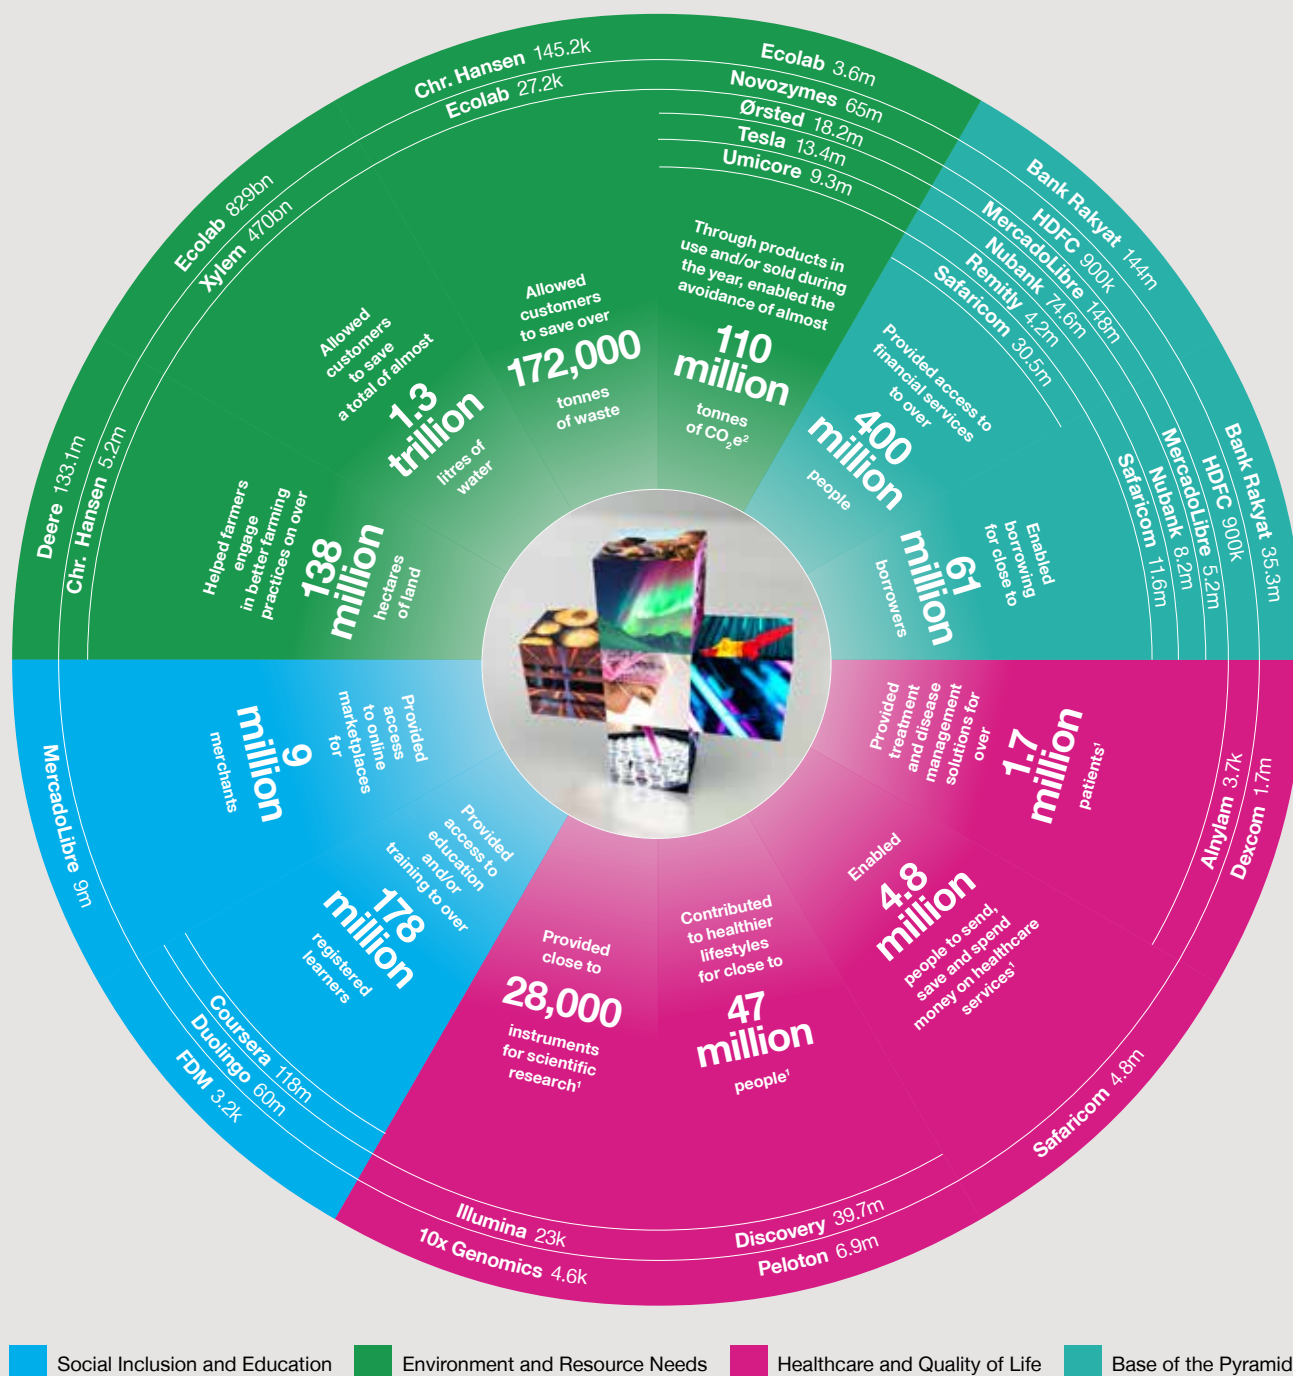 Ecolab 3.6m
Novozymes 65m
Ørsted 18.2m
Tesla 13.4m
Umicore 9.3m
Through products in
use and/or sold during
the year, enabled the
avoidance of almost
110
million
tonnes
of CO₂e²
Bank Rakyat 144m
HDFC 900k
MercadoLibre 148m
Nubank 74.6m
Remitly 4.2m
Safaricom 30.5m
Provided access to
financial services
to over
400
million
people
Bank Rakyat 35.3m
HDFC 900k
MercadoLibre 5.2m
Nubank 8.2m
Safaricom 11.6m
Enabled
borrowing
for close to
61
million
borrowers
Dexcom 1.7m
Alnylam 3.7k
Provided
treatment
and disease
management
solutions for
over
1.7
million
patients¹
Safaricom 4.8m
Enabled
4.8
million
people to send,
save and spend
money on healthcare
services¹
Discovery 39.7m
Peloton 6.9m
Contributed
to healthier
lifestyles
for close to
47
million
people¹
Illumina 23k
10x Genomics 4.6k
Provided
close to
28,000
instruments
for scientific
research¹
Coursera 118m
Duolingo 60m
FDM 3.2k
Provided
access to
education
and/or
training to over
178
million
registered
learners
MercadoLibre 9m
Provided
access
to online
marketplaces
for
9
million
merchants
Deere 133.1m
Chr. Hansen 5.2m
Helped farmers
engage
in better farming
practices on over
138
million
hectares
of land
Ecolab 829bn
Xylem 470bn
Allowed
customers
to save
a total of almost
1.3
trillion
litres of
water
Chr. Hansen 145.2k
Ecolab 27.2k
Allowed
customers
to save over
172,000
tonnes
of waste
Social Inclusion and Education
Environment and Resource Needs
Healthcare and Quality of Life
Base of the Pyramid